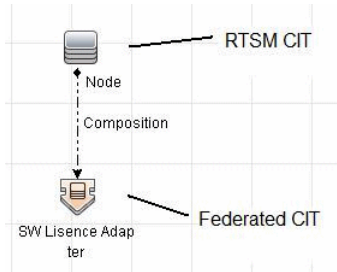 RTSM CIT
Node
Composition
Federated CIT
SW Lisence Adap
ter